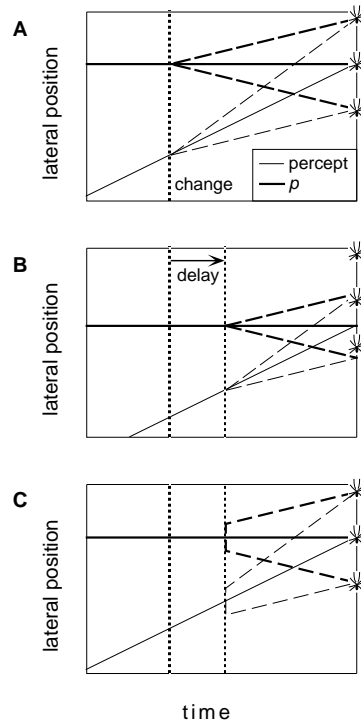 A
lateral position
change
percept
p
B
lateral position
delay
C
lateral position
time